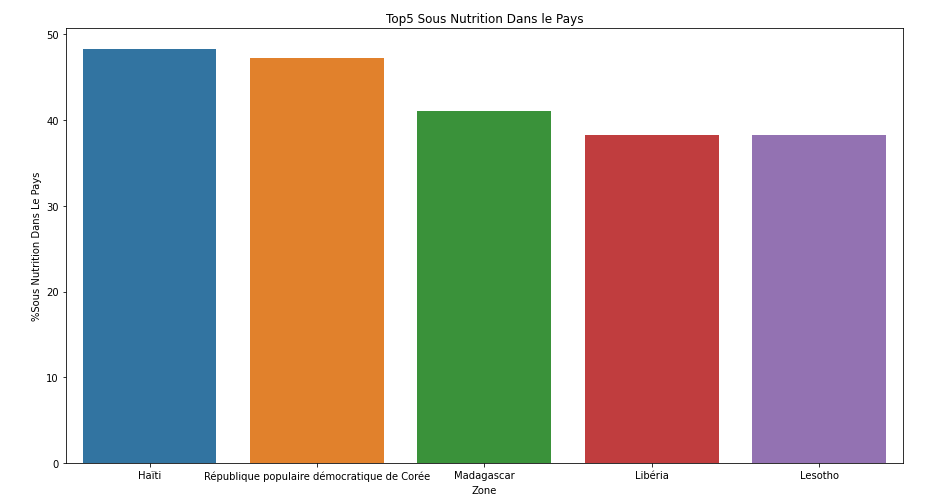 Top5 Sous Nutrition Dans le Pays
%Sous Nutrition Dans Le Pays
50
40
30
20
10
0
Haïti République populaire démocratique de Corée Madagascar Libéria Lesotho
Zone